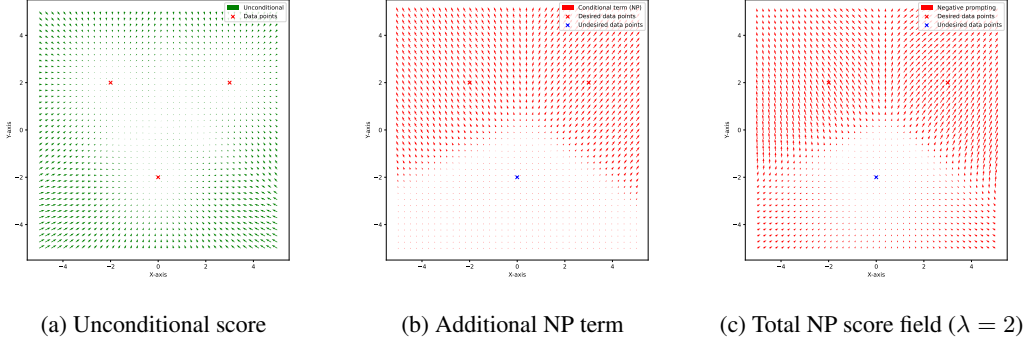 Unconditional
Data points
Y-axis
4
2
0
−2
−4
−4
−2
0
2
4
X-axis
(a) Unconditional score
Conditional term (NP)
Desired data points
Undesired data points
Y-axis
4
2
0
−2
−4
−4
−2
0
2
4
X-axis
(b) Additional NP term
Negative prompting
Desired data points
Undesired data points
Y-axis
4
2
0
−2
−4
−4
−2
0
2
4
X-axis
(c) Total NP score field (λ = 2)